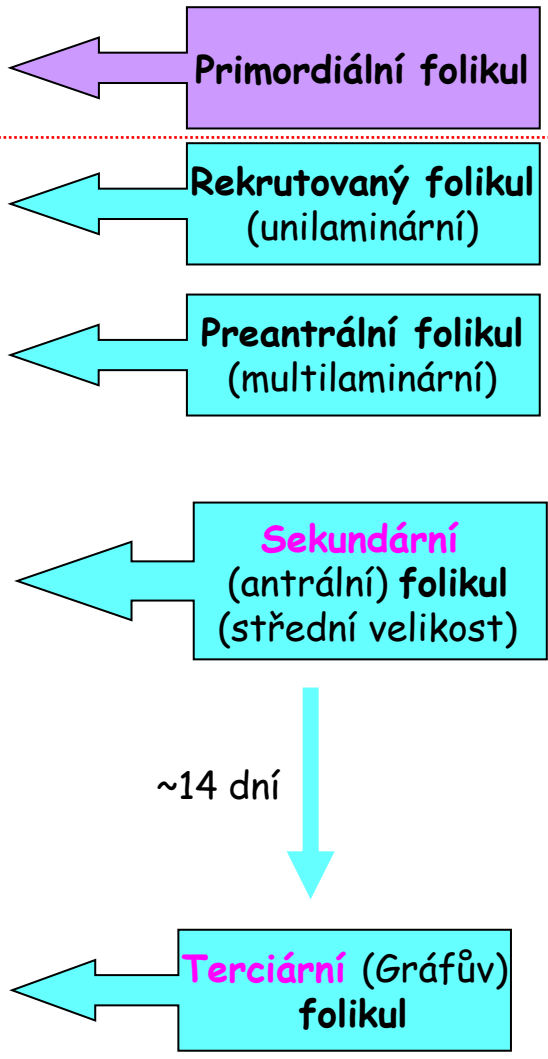 Primordiální folikul
Rekrutovaný folikul
(unilaminární)
Preantrální folikul
(multilaminární)
Sekundární
(antrální) folikul
(střední velikost)
~14 dní
Terciární (Gráfův)
folikul